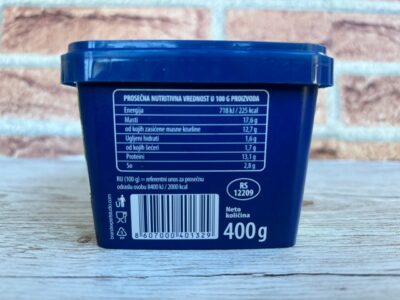 PROSEČNA NUTRITIVNA VREDNOST U 100 G PROIZVODA
Energija 718 kJ / 225 kcal
Masti 17,6 g
od kojih zasićene masne kiseline 12,7 g
Ugljeni hidrati 1,6 g
od kojih šećeri 1,7 g
Proteini 13,1 g
So 2,8 g
RU (100 g) = referentni unos za prosečnu
odraslu osobu 8400 kJ / 2000 kcal
RS
12209
Neto
količina
400 g
8 607000 401329